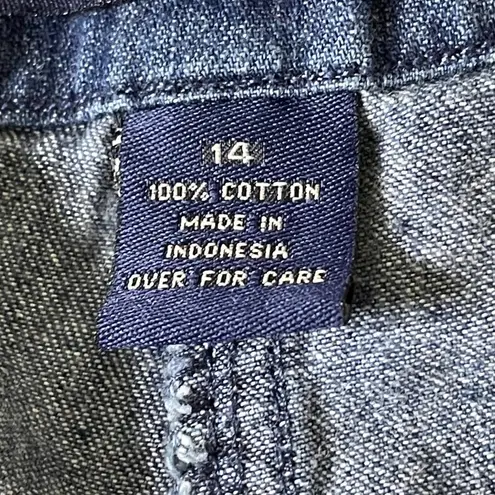 14
100% COTTON
MADE IN
INDONESIA
OVER FOR CARE